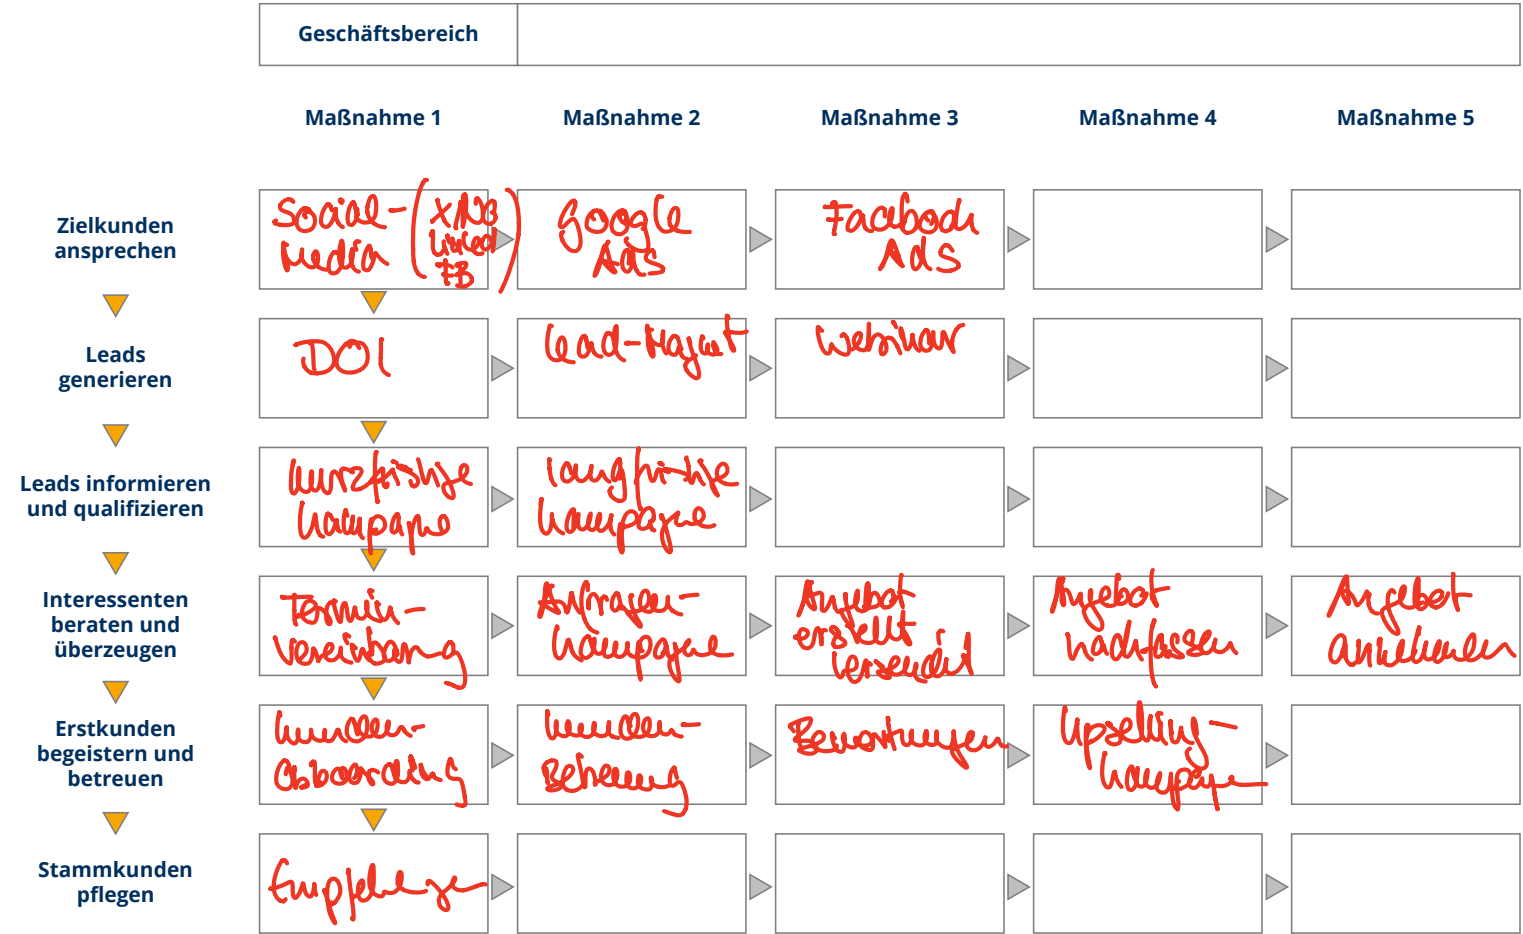 Geschäftsbereich
Maßnahme 1 Maßnahme 2 Maßnahme 3 Maßnahme 4 Maßnahme 5
Zielkunden
ansprechen
Social-
Media
(XING
Linked
FB)
Google
Ads
Facebook
Ads
Leads
generieren
DOI
Lead-Magnet
Webinar
Leads informieren
und qualifizieren
kurzfristige
Kampagne
langfristige
Kampagne
Interessenten
beraten und
überzeugen
Termin-
vereinbarung
Anfragen-
kampagne
Angebot
erstellt
versendet
Angebot
nachfassen
Angebot
Erstkunden
begeistern und
betreuen
Kunden-
Kunden-
Betreuung
Bewertungen
Upselling-
Kampagne
Stammkunden
pflegen
Empfehlungen